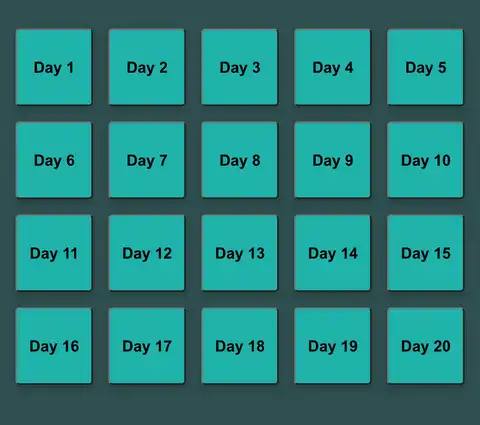 Day 1
Day 2
Day 3
Day 4
Day 5
Day 6
Day 7
Day 8
Day 9
Day 10
Day 11
Day 12
Day 13
Day 14
Day 15
Day 16
Day 17
Day 18
Day 19
Day 20